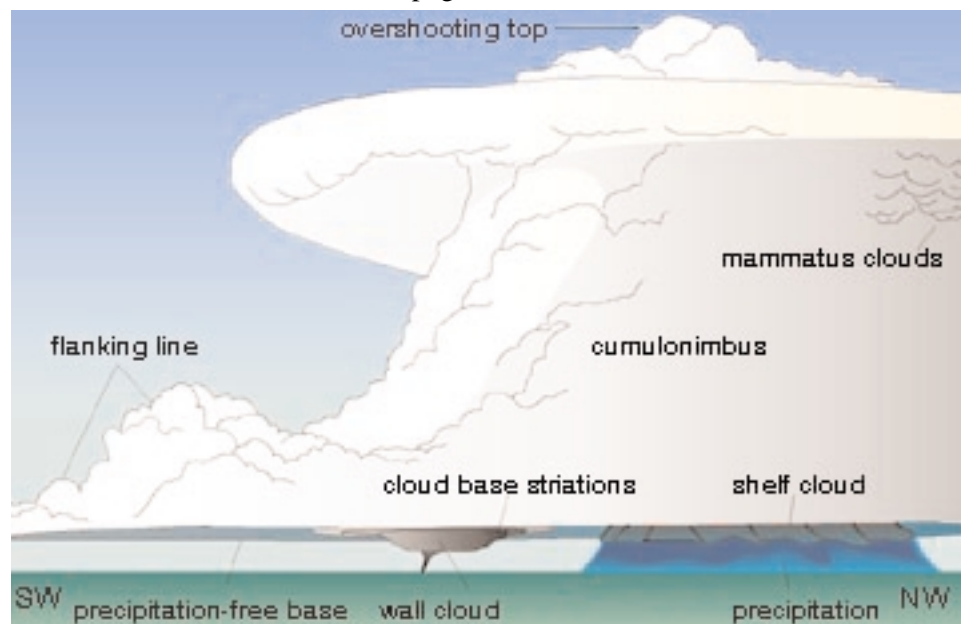 overshooting top
mammatus clouds
flanking line
cumulonimbus
cloud base striations
shelf cloud
SW
precipitation-free base
wall cloud
precipitation
NW